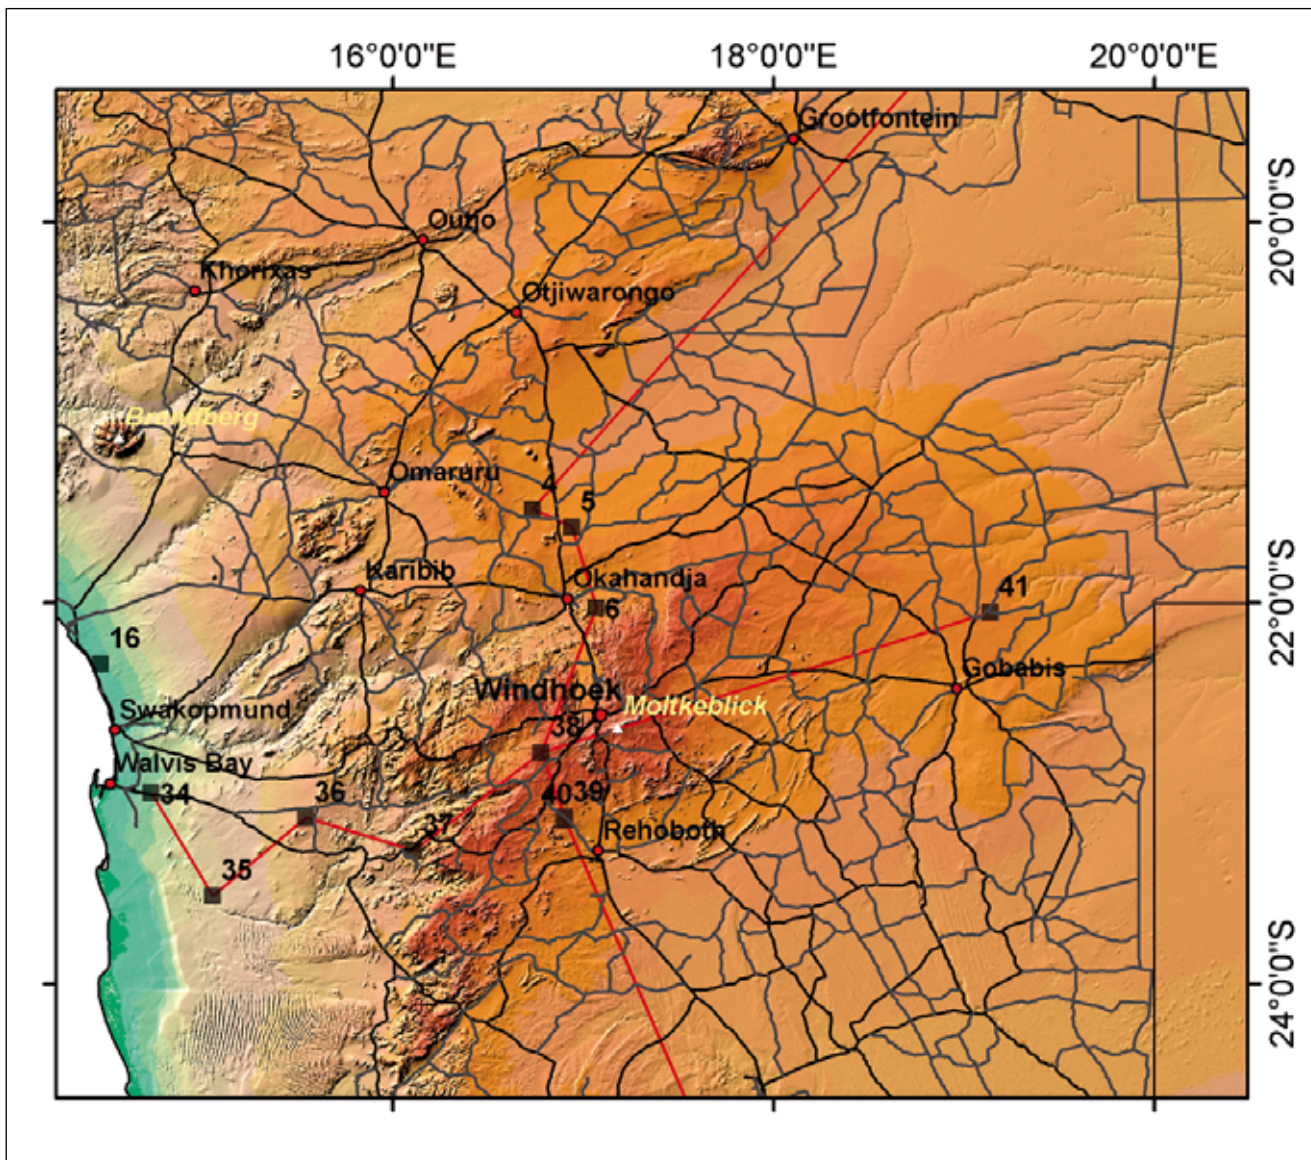 16°0'0"E
18°0'0"E
20°0'0"E
Grootfontein
20°0'0"S
Outjo
Khorixas
Otjiwarongo
Brandberg
Omaruru
4
5
Karibib
Okahandja
6
41
22°0'0"S
16
Gobabis
Windhoek
Moltkeblick
Swakopmund
38
Walvis Bay
34
36
40
39
37
Rehoboth
35
24°0'0"S